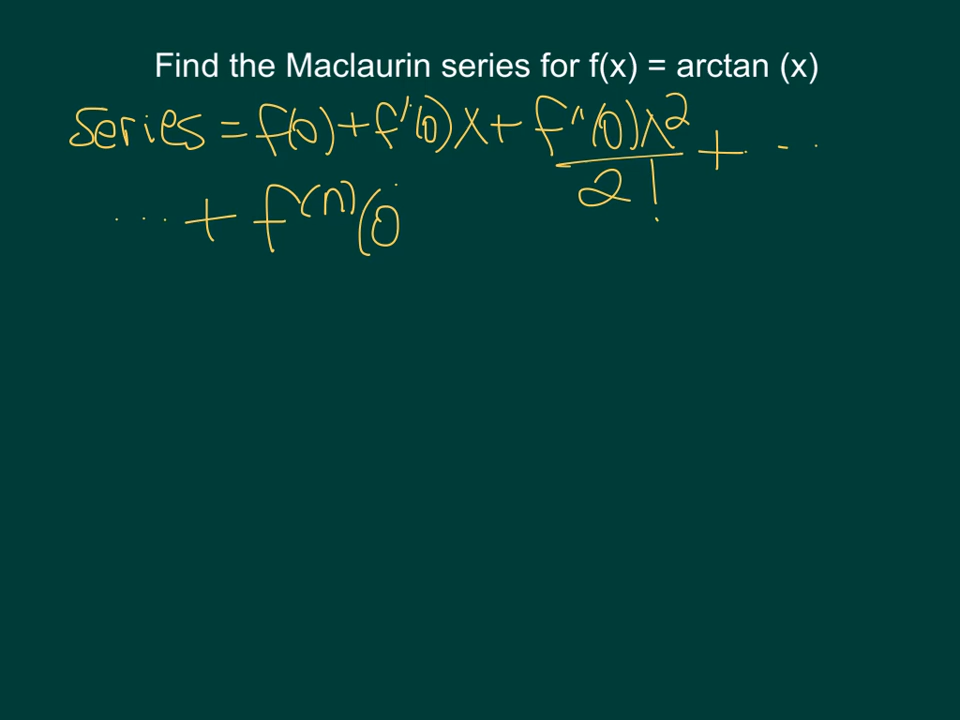 Find the Maclaurin series for f(x) = arctan (x)
series = f(0) + f'(0)x + f''(0)x²/2! + ...
... + f⁽ⁿ⁾(0